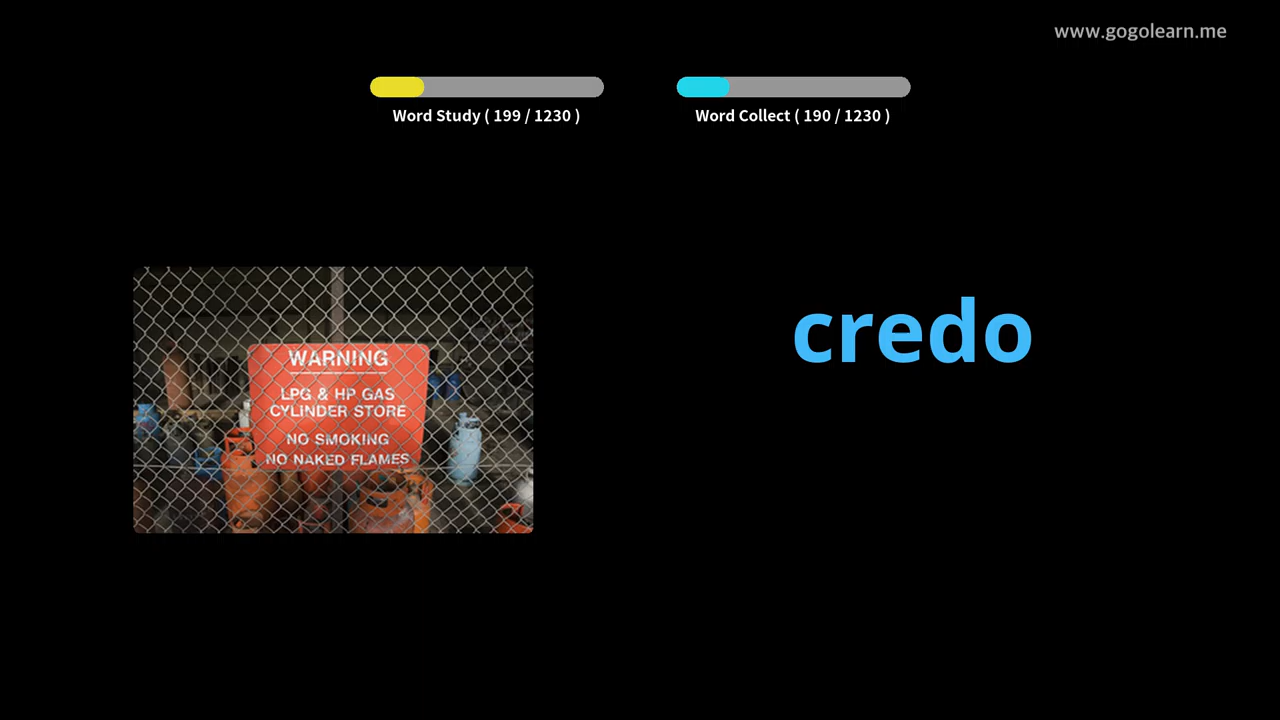 www.gogolearn.me
Word Study ( 199 / 1230 )
Word Collect ( 190 / 1230 )
credo
WARNING
LPG & HP GAS
CYLINDER STORE
NO SMOKING
NO NAKED FLAMES